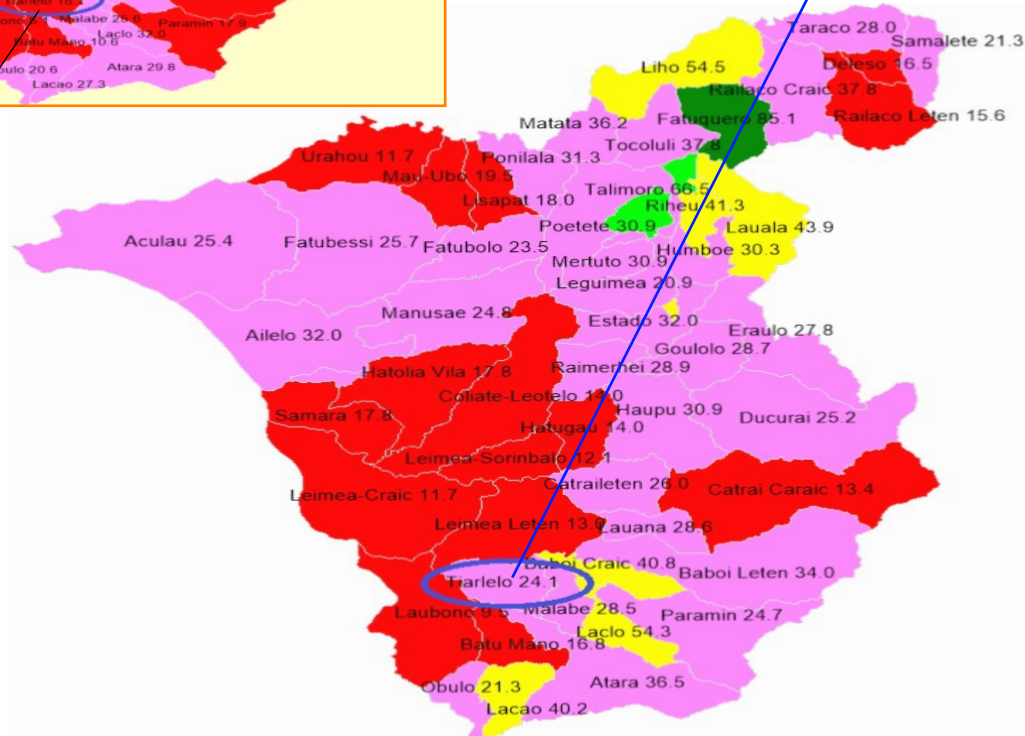 Malabe 25.6
Paramin 17.9
Laclo 32.0
Batu Mano 10.6
Atara 29.8
ulo 20.6
Lacao 27.3
Taraco 28.0
Samalete 21.3
Deleso 16.5
Liho 54.5
Railaco Craic 37.8
Railaco Leten 15.6
Fatuquero 85.1
Matata 36.2
Tocoluli 37.8
Urahou 11.7
Ponilala 31.3
Mau-Ubo 19.5
Lisapat 18.0
Talimoro 66.5
Riheu 41.3
Poetete 30.9
Lauala 43.9
Aculau 25.4
Fatubessi 25.7
Fatubolo 23.5
Humboe 30.3
Mertuto 30.9
Leguimea 20.9
Manusae 24.8
Estado 32.0
Ailelo 32.0
Eraulo 27.8
Goulolo 28.7
Hatolia Vila 17.8
Raimerhei 28.9
Coliate-Leotelo 14.0
Samara 17.8
Haupu 30.9
Ducurai 25.2
Hatugau 14.0
Leimea-Sorinbalo 12.1
Catraileten 26.0
Leimea-Craic 11.7
Catrai Caraic 13.4
Leimea Leten 13.0
Lauana 28.6
Baboi Craic 40.8
Tiarlelo 24.1
Baboi Leten 34.0
Laubono 9.5
Malabe 28.5
Paramin 24.7
Laclo 54.3
Batu Mano 16.8
Obulo 21.3
Atara 36.5
Lacao 40.2